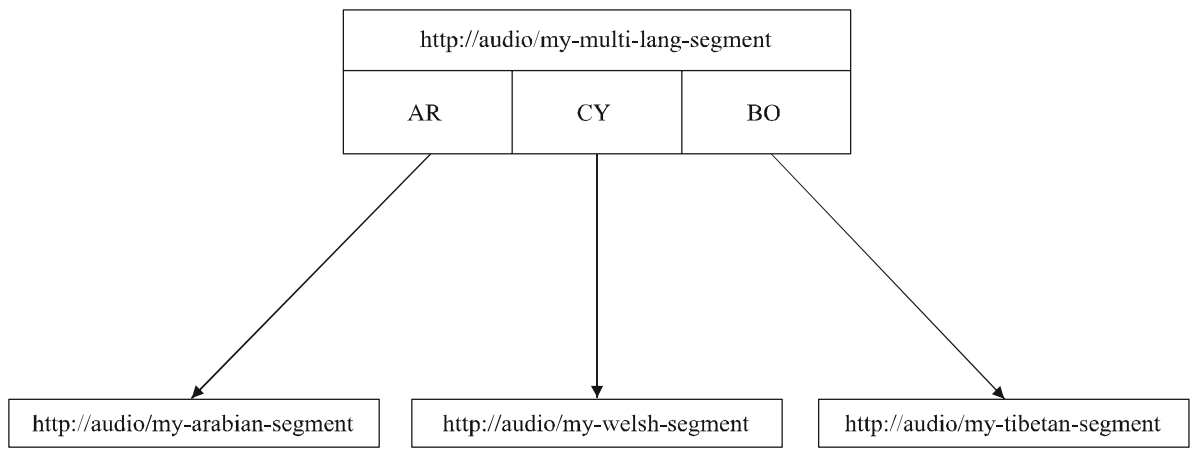 http://audio/my-multi-lang-segment
AR CY BO
http://audio/my-arabian-segment http://audio/my-welsh-segment http://audio/my-tibetan-segment